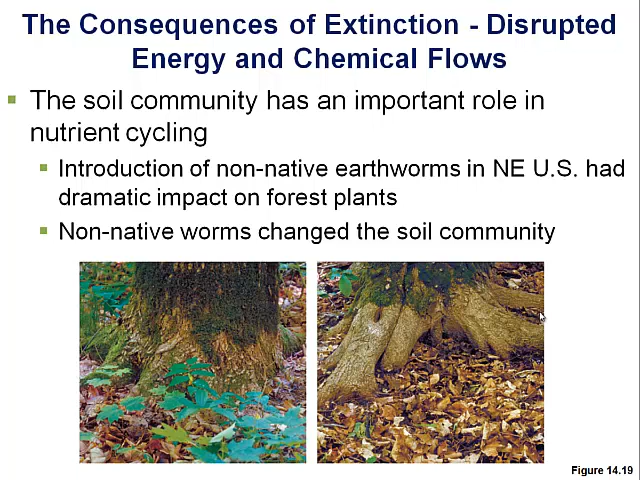 The Consequences of Extinction - Disrupted
Energy and Chemical Flows
The soil community has an important role in
nutrient cycling
Introduction of non-native earthworms in NE U.S. had
dramatic impact on forest plants
Non-native worms changed the soil community
Figure 14.19